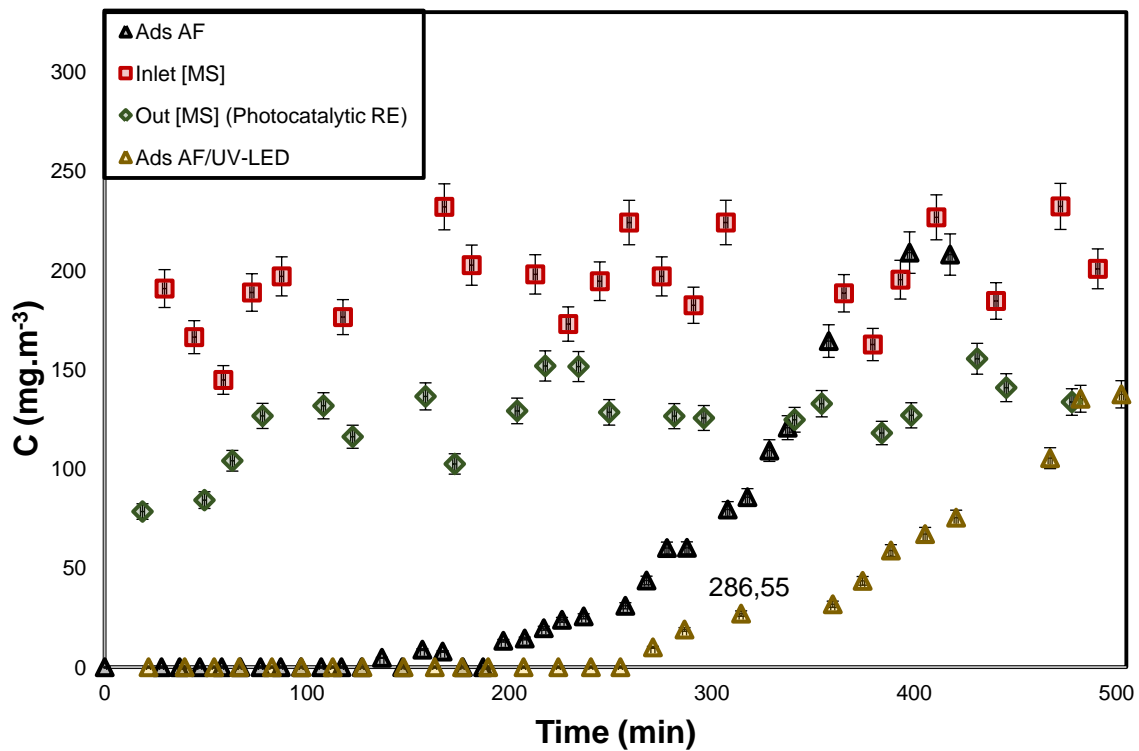 Ads AF
Inlet [MS]
Out [MS] (Photocatalytic RE)
Ads AF/UV-LED
300
250
200
150
100
50
0
C (mg.m-3)
286,55
0 100 200 300 400 500
Time (min)